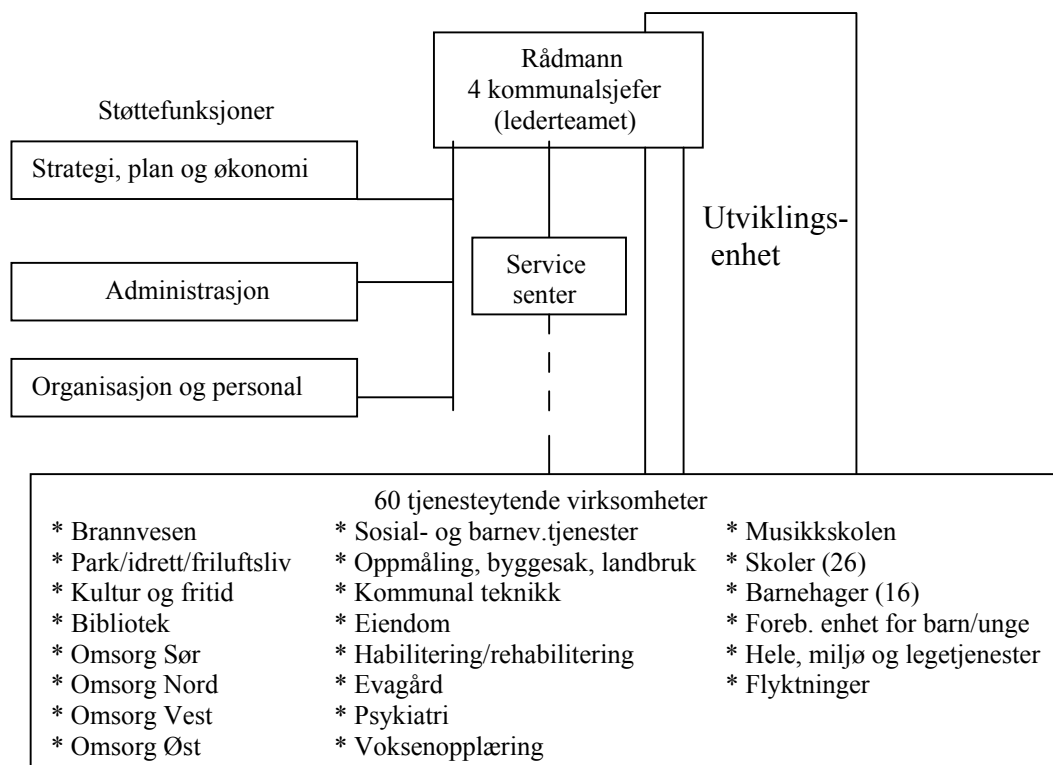 Rådmann
4 kommunalsjefer
(lederteamet)
Støttefunksjoner
Strategi, plan og økonomi
Administrasjon
Organisasjon og personal
Service
senter
Utviklings-
enhet
60 tjenesteytende virksomheter
* Brannvesen
* Park/idrett/friluftsliv
* Kultur og fritid
* Bibliotek
* Omsorg Sør
* Omsorg Nord
* Omsorg Vest
* Omsorg Øst
* Sosial- og barnev.tjenester
* Oppmåling, byggesak, landbruk
* Kommunal teknikk
* Eiendom
* Habilitering/rehabilitering
* Evagård
* Psykiatri
* Voksenopplæring
* Musikkskolen
* Skoler (26)
* Barnehager (16)
* Foreb. enhet for barn/unge
* Hele, miljø og legetjenester
* Flyktninger